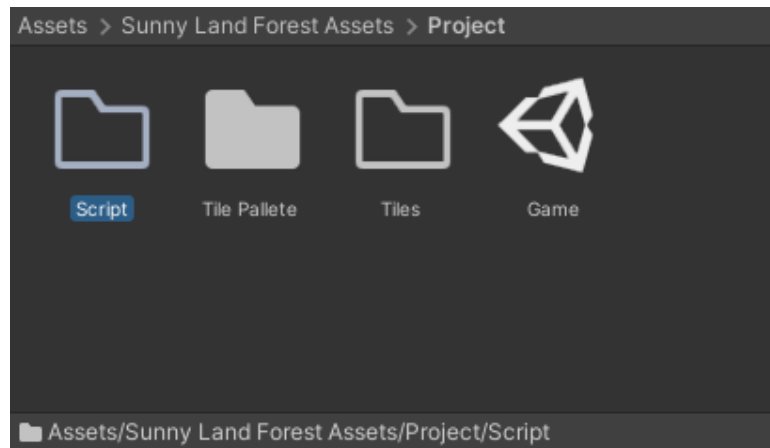 Assets > Sunny Land Forest Assets > Project
Script Tile Pallete Tiles Game
Assets/Sunny Land Forest Assets/Project/Script